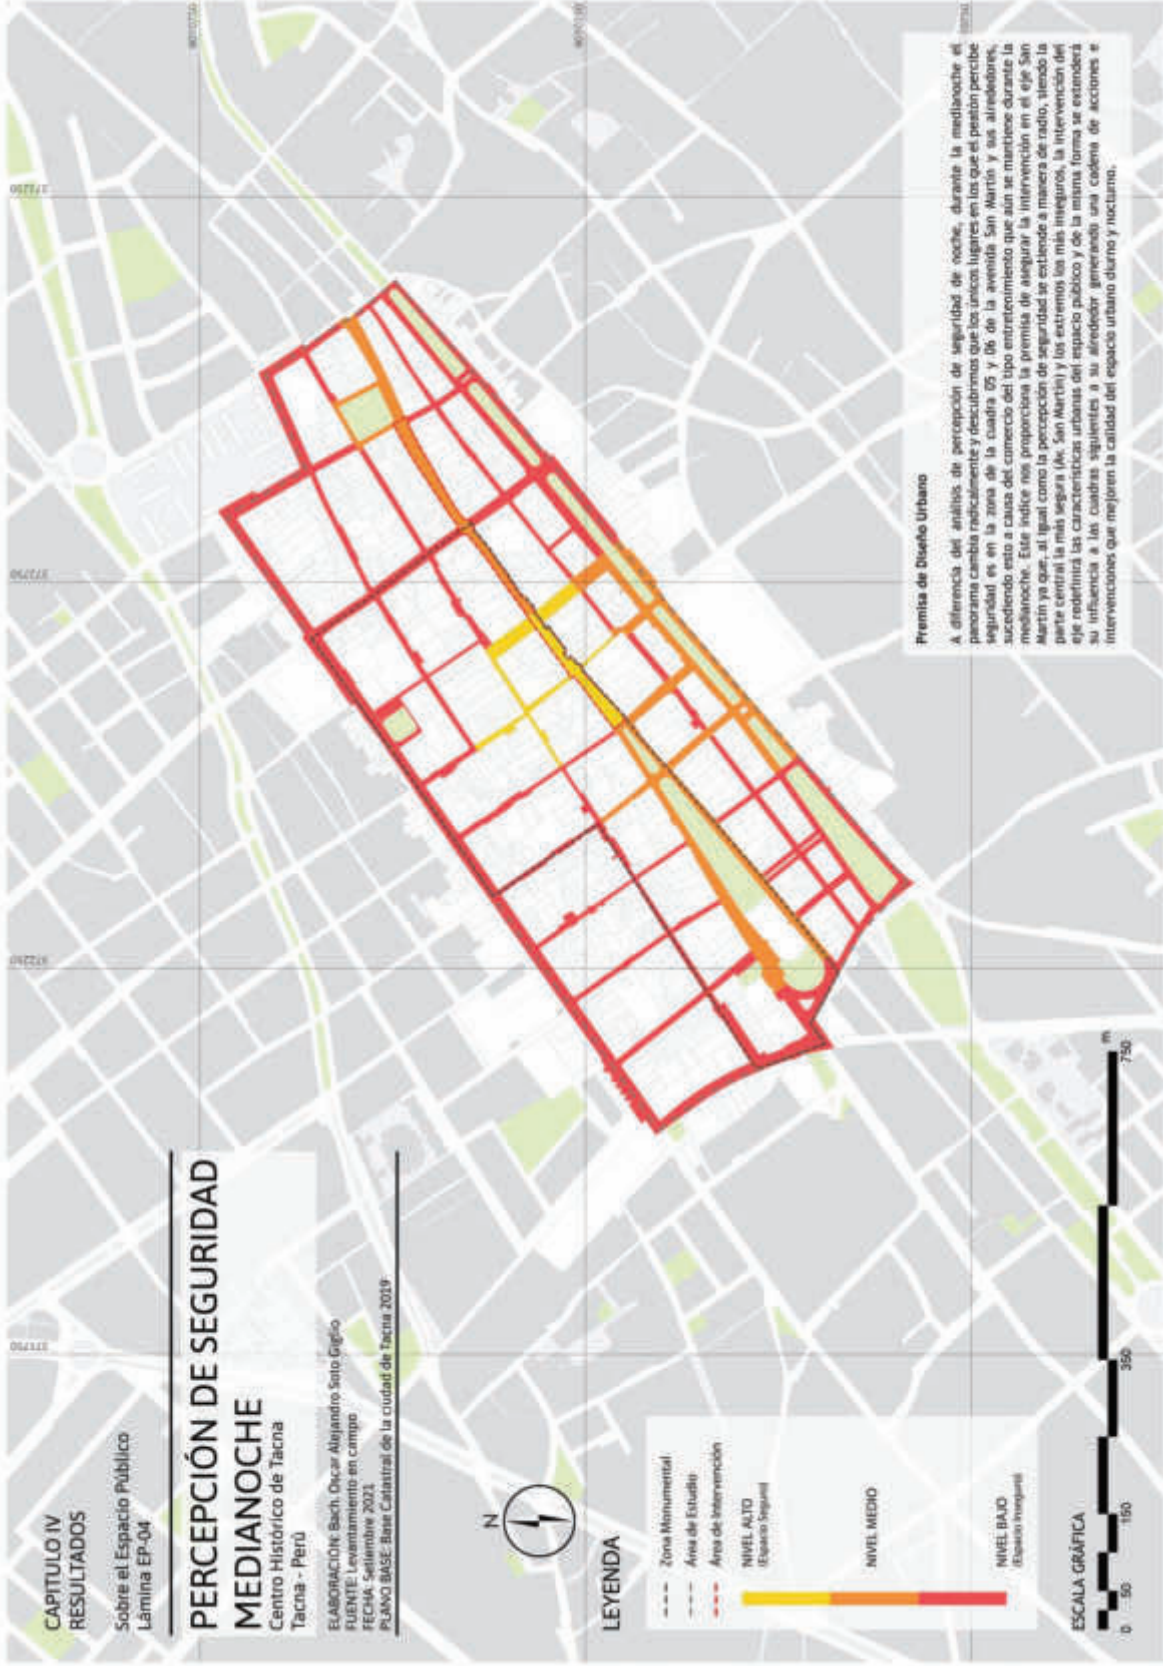 CAPITULO IV
RESULTADOS
Sobre el Espacio Público
Lámina EP-04
PERCEPCIÓN DE SEGURIDAD
MEDIANOCHE
Centro Histórico de Tacna
Tacna - Perú
ELABORACIÓN: Bach. Oscar Alejandro Soto Giglio
FUENTE: Levantamiento en campo
FECHA: Setiembre 2021
PLANO BASE: Base Catastral de la ciudad de Tacna 2019
N
LEYENDA
Zona Monumental
Área de Estudio
Área de Intervención
NIVEL ALTO
(Espacio Seguro)
NIVEL MEDIO
NIVEL BAJO
(Espacio Inseguro)
ESCALA GRÁFICA
0 50 150 350 750 m
371750
372250
372750
373250
Premisa de Diseño Urbano
A diferencia del análisis de percepción de seguridad de noche, durante la medianoche el
panorama cambia radicalmente y descubrimos que los únicos lugares en los que el peatón percibe
seguridad es en la zona de la cuadra 05 y 06 de la avenida San Martín y sus alrededores,
sucediendo esto a causa del comercio del tipo entretenimiento que aún se mantiene durante la
medianoche. Este índice nos proporciona la premisa de asegurar la intervención en el eje San
Martín ya que, al igual como la percepción de seguridad se extiende a manera de radio, siendo la
parte central la más segura (Av. San Martín) y los extremos los más inseguros, la intervención del
eje redefinirá las características urbanas del espacio público y de la misma forma se extenderá
su influencia a las cuadras siguientes a su alrededor generando una cadena de acciones e
intervenciones que mejoren la calidad del espacio urbano diurno y nocturno.